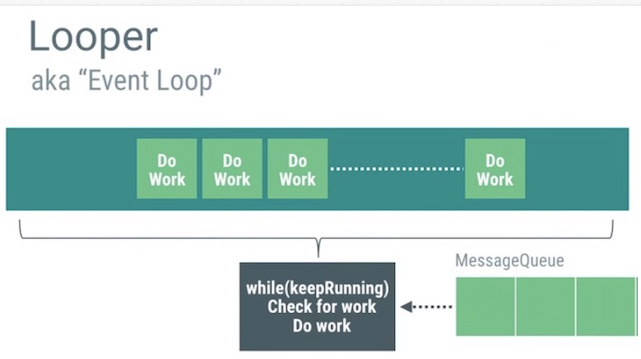 Looper
aka “Event Loop”
Do Work
Do Work
Do Work
Do Work
MessageQueue
while(keepRunning)
Check for work
Do work